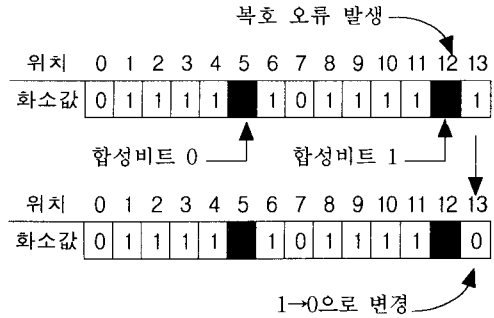 복호 오류 발생
위치 0 1 2 3 4 5 6 7 8 9 10 11 12 13
화소값 0 1 1 1 1 1 0 1 1 1 1 1
합성비트 0 합성비트 1
위치 0 1 2 3 4 5 6 7 8 9 10 11 12 13
화소값 0 1 1 1 1 1 0 1 1 1 1 0
1→0으로 변경